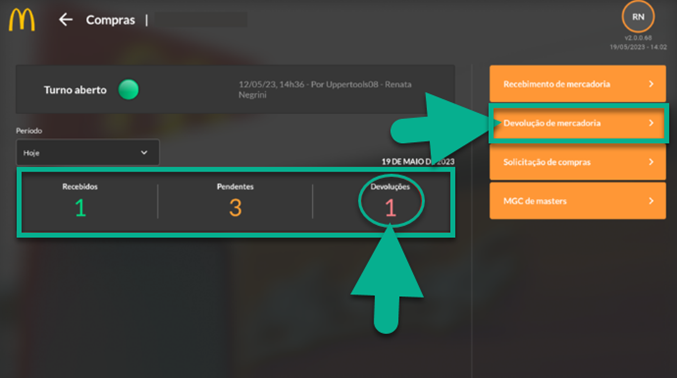 Compras |
RN
v2.0.0.68
19/05/2023 - 14:02
Turno aberto
12/05/23, 14h36 - Por Uppertools08 - Renata
Negrini
Período
Hoje
19 DE MAIO DE 2023
Recebidos
1
Pendentes
3
Devoluções
1
Recebimento de mercadoria
Devolução de mercadoria
Solicitação de compras
MGC de masters